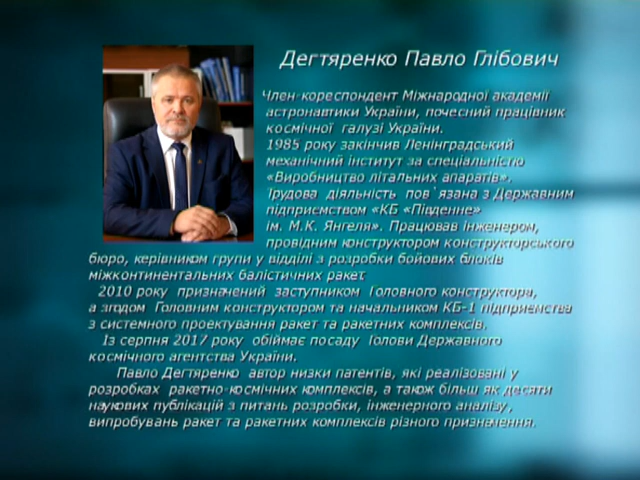 Дегтяренко Павло Глібович
Член-кореспондент Міжнародної академії
астронавтики України, почесний працівник
космічної галузі України.
1985 року закінчив Ленінградський
механічний інститут за спеціальністю
«Виробництво літальних апаратів».
Трудова діяльність пов`язана з Державним
підприємством «КБ «Південне»
ім. М.К. Янгеля». Працював інженером,
провідним конструктором конструкторського
бюро, керівником групи у відділі з розробки бойових блоків
міжконтинентальних балістичних ракет.
2010 року призначений заступником Головного конструктора,
а згодом Головним конструктором та начальником КБ-1 підприємства
з системного проектування ракет та ракетних комплексів.
Із серпня 2017 року обіймає посаду Голови Державного
космічного агентства України.
Павло Дегтяренко автор низки патентів, які реалізовані у
розробках ракетно-космічних комплексів, а також більш як десяти
наукових публікацій з питань розробки, інженерного аналізу,
випробувань ракет та ракетних комплексів різного призначення.